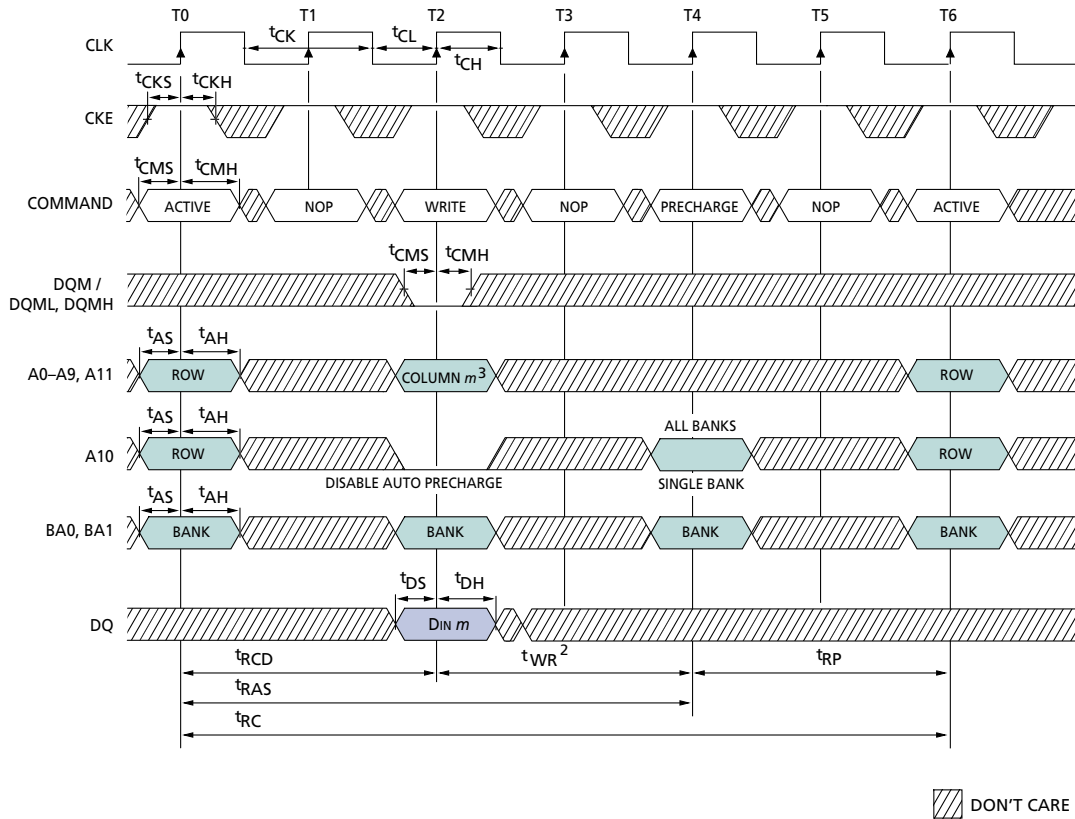 T0 T1 T2 T3 T4 T5 T6
CLK
tCK tCL
tCH
tCKS tCKH
CKE
tCMS tCMH
COMMAND ACTIVE NOP WRITE NOP PRECHARGE NOP ACTIVE
tCMS tCMH
DQM /
DQML, DQMH
tAS tAH
A0–A9, A11 ROW COLUMN m3 ROW
tAS tAH
ALL BANKS
A10 ROW ROW
DISABLE AUTO PRECHARGE SINGLE BANK
tAS tAH
BA0, BA1 BANK BANK BANK BANK
tDS tDH
DQ DIN m
tRCD tWR2 tRP
tRAS
tRC
DON'T CARE